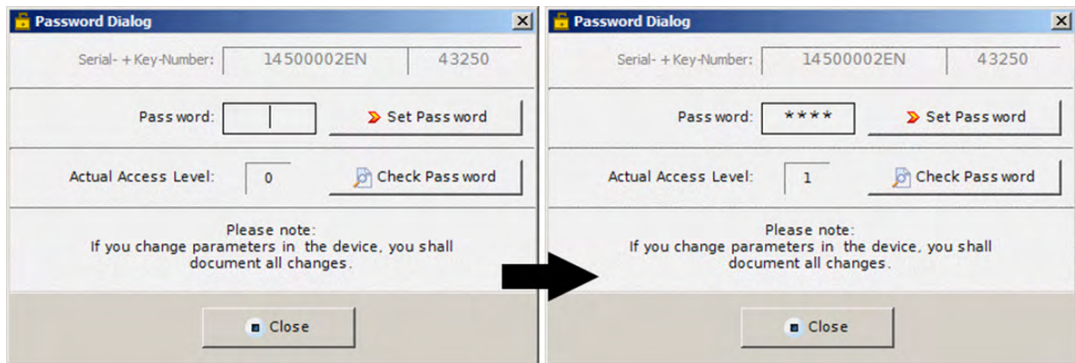 Password Dialog
Serial- + Key-Number: 14500002EN 43250
Password: Set Password
Actual Access Level: 0 Check Password
Please note:
If you change parameters in the device, you shall
document all changes.
Close
Password Dialog
Serial- + Key-Number: 14500002EN 43250
Password: **** Set Password
Actual Access Level: 1 Check Password
Please note:
If you change parameters in the device, you shall
document all changes.
Close